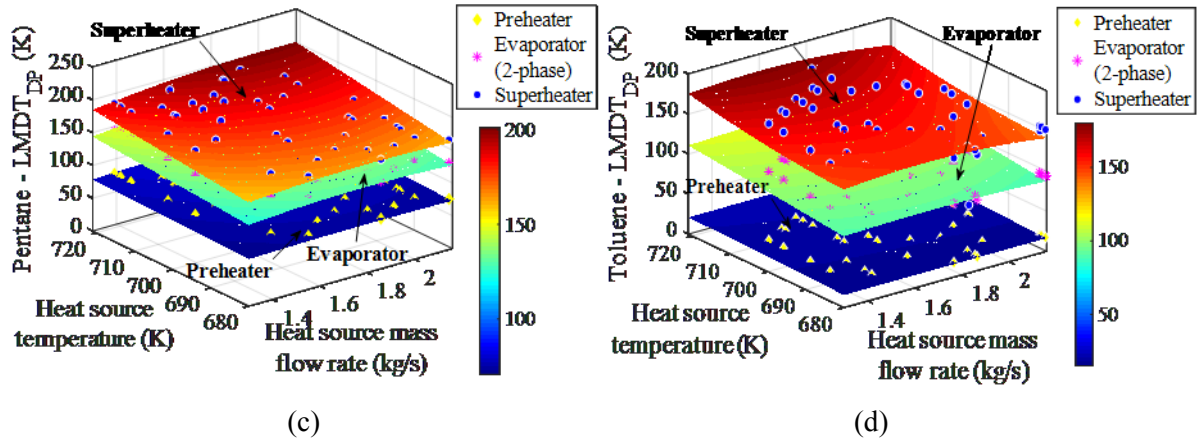 Superheater
Pentane - LMDT_DP (K)
250
200
150
100
50
0
720
710
700
690
680
Heat source
temperature (K)
1.4
1.6
1.8
2
Heat source mass
flow rate (kg/s)
Preheater
Evaporator
Preheater
Evaporator
(2-phase)
Superheater
200
150
100
(c)
Superheater
Evaporator
Preheater
Toluene - LMDT_DP (K)
200
150
100
50
0
720
710
700
690
680
Heat source
temperature (K)
1.4
1.6
1.8
2
Heat source mass
flow rate (kg/s)
Preheater
Evaporator
(2-phase)
Superheater
150
100
50
(d)